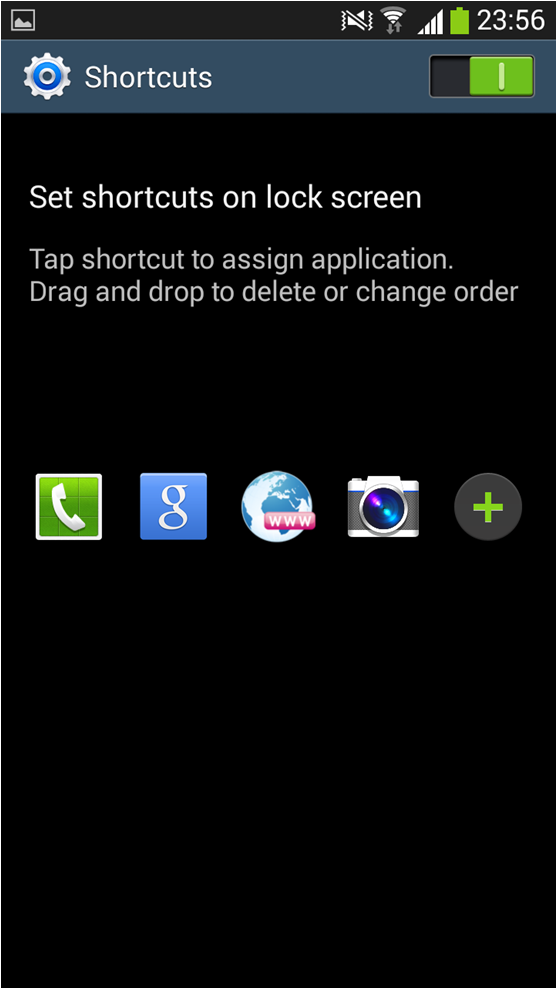 23:56
Shortcuts
Set shortcuts on lock screen
Tap shortcut to assign application.
Drag and drop to delete or change order
g
www